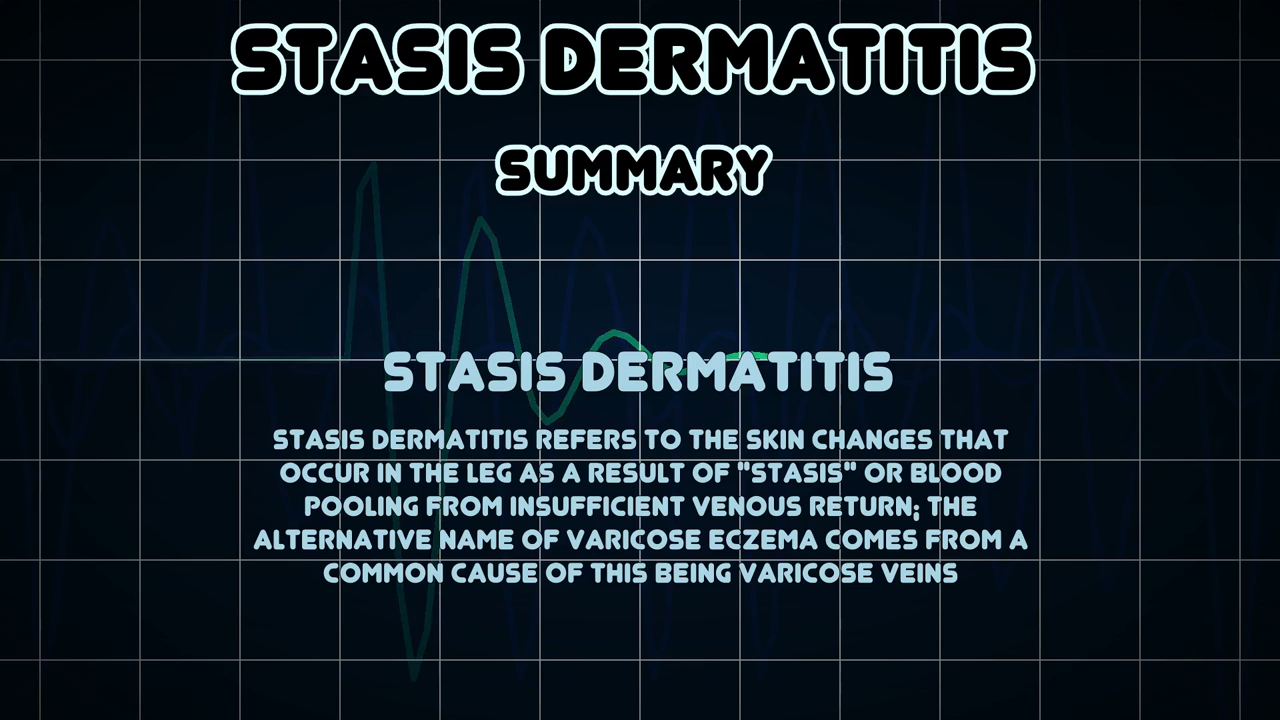 STASIS DERMATITIS
SUMMARY
STASIS DERMATITIS
STASIS DERMATITIS REFERS TO THE SKIN CHANGES THAT
OCCUR IN THE LEG AS A RESULT OF "STASIS" OR BLOOD
POOLING FROM INSUFFICIENT VENOUS RETURN; THE
ALTERNATIVE NAME OF VARICOSE ECZEMA COMES FROM A
COMMON CAUSE OF THIS BEING VARICOSE VEINS